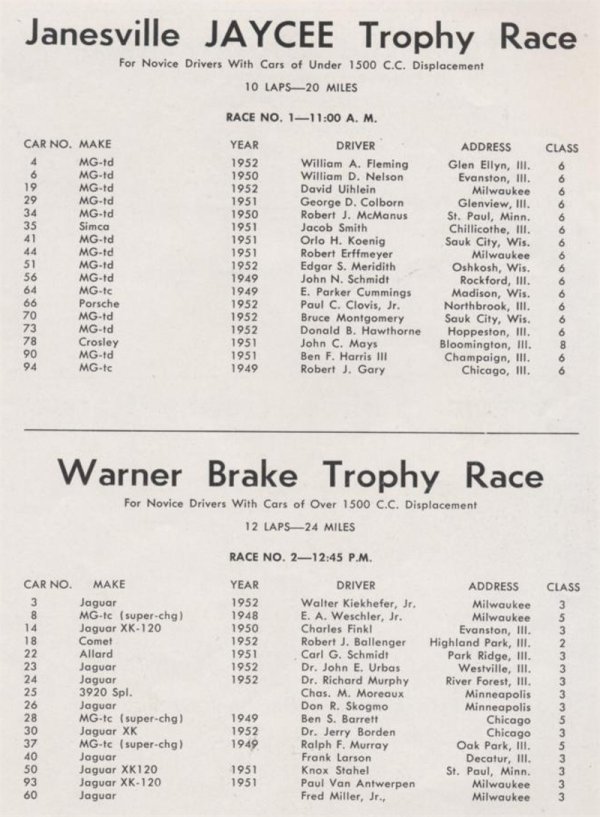 Janesville JAYCEE Trophy Race
For Novice Drivers With Cars of Under 1500 C.C. Displacement
10 LAPS—20 MILES
RACE NO. 1—11:00 A. M.
CAR NO. MAKE YEAR DRIVER ADDRESS CLASS
4 MG-td 1952 William A. Fleming Glen Ellyn, Ill. 6
6 MG-td 1950 William D. Nelson Evanston, Ill. 6
19 MG-td 1952 David Uihlein Milwaukee 6
29 MG-td 1951 George D. Colborn Glenview, Ill. 6
34 MG-td 1950 Robert J. McManus St. Paul, Minn. 6
35 Simca 1951 Jacob Smith Chillicothe, Ill. 6
41 MG-td 1951 Orlo H. Koenig Sauk City, Wis. 6
44 MG-td 1951 Robert Erffmeyer Milwaukee 6
51 MG-td 1952 Edgar S. Meridith Oshkosh, Wis. 6
56 MG-td 1949 John N. Schmidt Rockford, Ill. 6
64 MG-tc 1949 E. Parker Cummings Madison, Wis. 6
66 Porsche 1952 Paul C. Clovis, Jr. Northbrook, Ill. 6
70 MG-td 1952 Bruce Montgomery Sauk City, Wis. 6
73 MG-td 1952 Donald B. Hawthorne Hoppeston, Ill. 6
78 Crosley 1951 John C. Mays Bloomington, Ill. 8
90 MG-td 1951 Ben F. Harris III Champaign, Ill. 6
94 MG-tc 1949 Robert J. Gary Chicago, Ill. 6
Warner Brake Trophy Race
For Novice Drivers With Cars of Over 1500 C.C. Displacement
12 LAPS—24 MILES
RACE NO. 2—12:45 P.M.
CAR NO. MAKE YEAR DRIVER ADDRESS CLASS
3 Jaguar 1952 Walter Kiekhefer, Jr. Milwaukee 3
8 MG-tc (super-chg) 1948 E. A. Weschler, Jr. Milwaukee 5
14 Jaguar XK-120 1950 Charles Finkl Evanston, Ill. 3
18 Comet 1952 Robert J. Ballenger Highland Park, Ill. 2
22 Allard 1951 Carl G. Schmidt Park Ridge, Ill. 3
23 Jaguar 1952 Dr. John E. Urbas Westville, Ill. 3
24 Jaguar 1952 Dr. Richard Murphy River Forest, Ill. 3
25 3920 Spl. Chas. M. Moreaux Minneapolis 3
26 Jaguar Don R. Skogmo Minneapolis 3
28 MG-tc (super-chg) 1949 Ben S. Barrett Chicago 5
30 Jaguar XK 1952 Dr. Jerry Borden Chicago 3
37 MG-tc (super-chg) 1949 Ralph F. Murray Oak Park, Ill. 5
40 Jaguar Frank Larson Decatur, Ill. 3
50 Jaguar XK120 1951 Knox Stahel St. Paul, Minn. 3
93 Jaguar XK-120 1951 Paul Van Antwerpen Milwaukee 3
60 Jaguar Fred Miller, Jr., Milwaukee 3